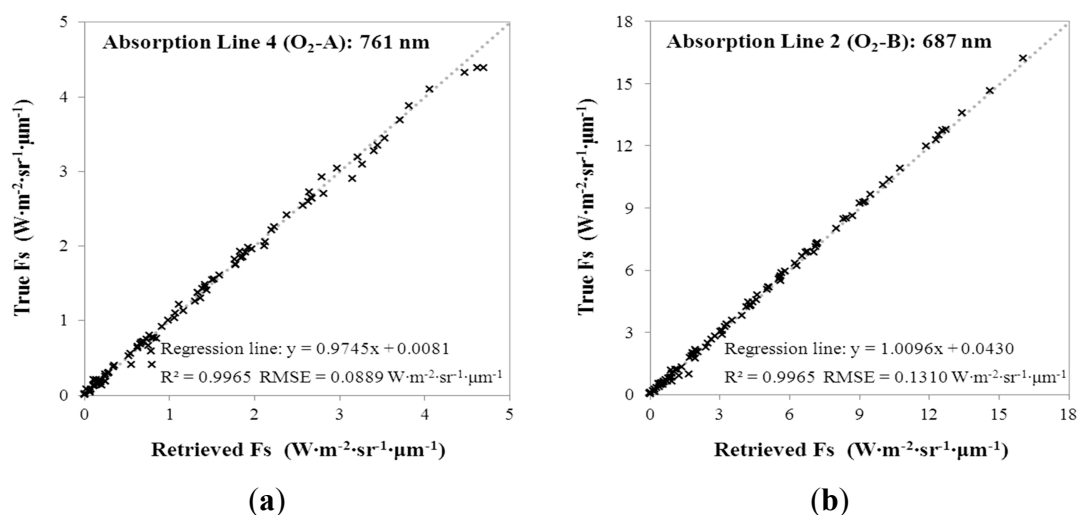 Absorption Line 4 (O₂-A): 761 nm
True Fs (W·m⁻²·sr⁻¹·μm⁻¹)
5
4
3
2
1
0
Regression line: y = 0.9745x + 0.0081
R² = 0.9965 RMSE = 0.0889 W·m⁻²·sr⁻¹·μm⁻¹
0 1 2 3 4 5
Retrieved Fs (W·m⁻²·sr⁻¹·μm⁻¹)
(a)
Absorption Line 2 (O₂-B): 687 nm
True Fs (W·m⁻²·sr⁻¹·μm⁻¹)
18
15
12
9
6
3
0
Regression line: y = 1.0096x + 0.0430
R² = 0.9965 RMSE = 0.1310 W·m⁻²·sr⁻¹·μm⁻¹
0 3 6 9 12 15 18
Retrieved Fs (W·m⁻²·sr⁻¹·μm⁻¹)
(b)